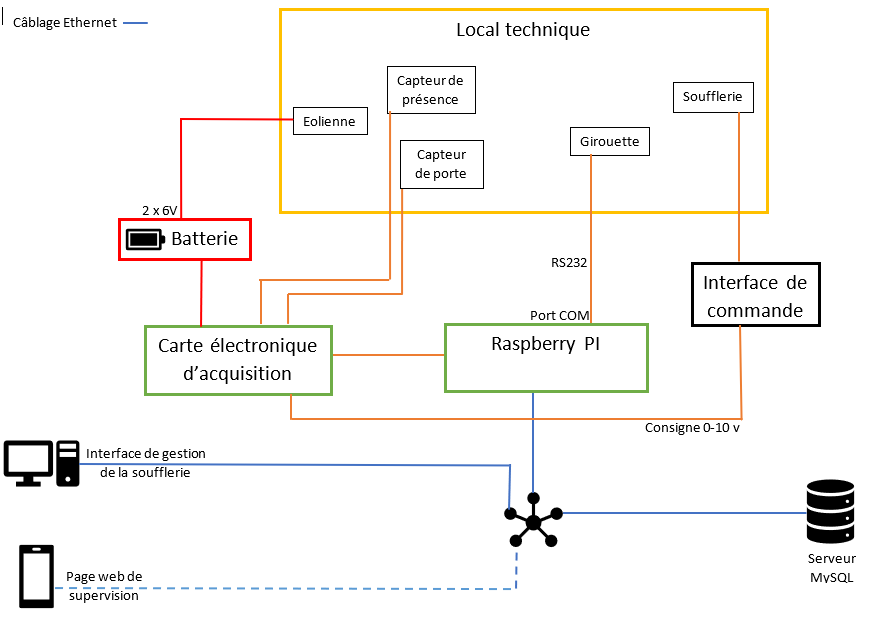 Câblage Ethernet
Local technique
Capteur de
présence
Soufflerie
Eolienne
Girouette
Capteur
de porte
2 x 6V
Batterie
RS232
Interface de
commande
Port COM
Carte électronique
d’acquisition
Raspberry PI
Consigne 0-10 v
Interface de gestion
de la soufflerie
Serveur
MySQL
Page web de
supervision